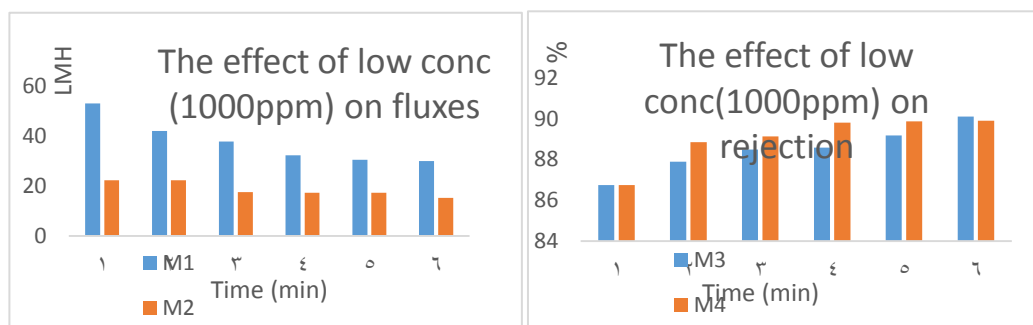 The effect of low conc
(1000ppm) on fluxes
LMH
60
40
20
0
١ ٢ ٣ ٤ ٥ ٦
M1
Time (min)
M2
The effect of low
conc(1000ppm) on
rejection
%
92
90
88
86
84
١ ٢ ٣ ٤ ٥ ٦
M3
Time (min)
M4